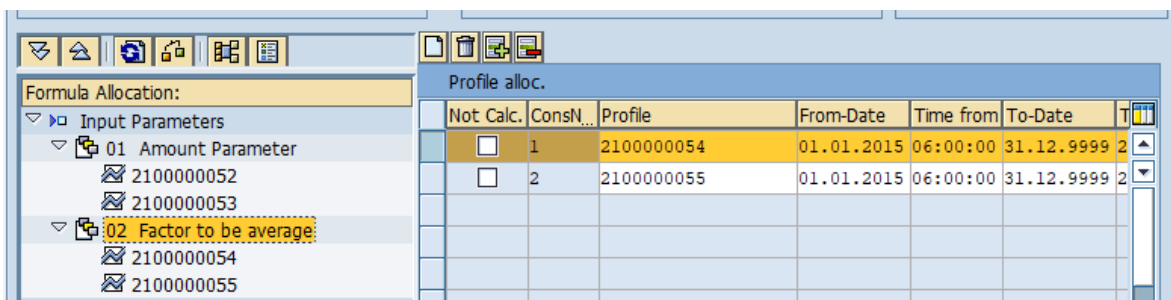 Formula Allocation:
Input Parameters
01 Amount Parameter
2100000052
2100000053
02 Factor to be average
2100000054
2100000055
Profile alloc.
Not Calc. ConsN... Profile From-Date Time from To-Date T
1 2100000054 01.01.2015 06:00:00 31.12.9999 2
2 2100000055 01.01.2015 06:00:00 31.12.9999 2